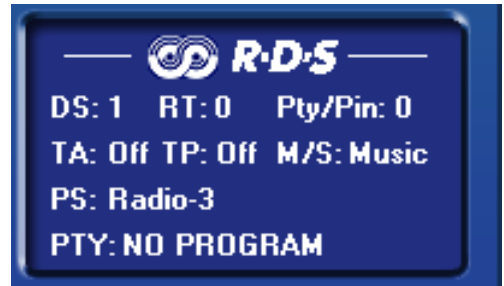 R·D·S
DS: 1 RT: 0 Pty/Pin: 0
TA: Off TP: Off M/S: Music
PS: Radio-3
PTY: NO PROGRAM